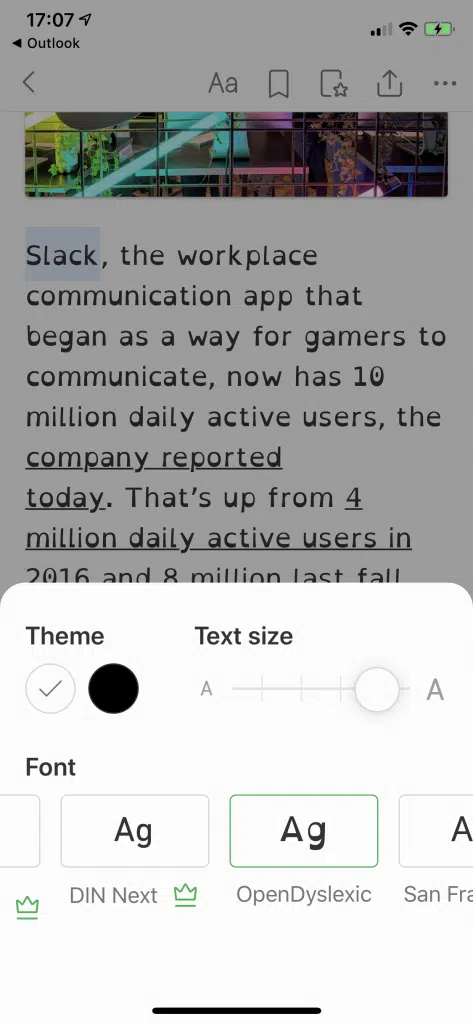 17:07
◀ Outlook
Aa
Slack, the workplace
communication app that
began as a way for gamers to
communicate, now has 10
million daily active users, the
company reported
today. That's up from 4
million daily active users in
2016 and 8 million last fall.
Theme
Text size
A
A
Font
Ag
Ag
A
DIN Next
OpenDyslexic
San Fra